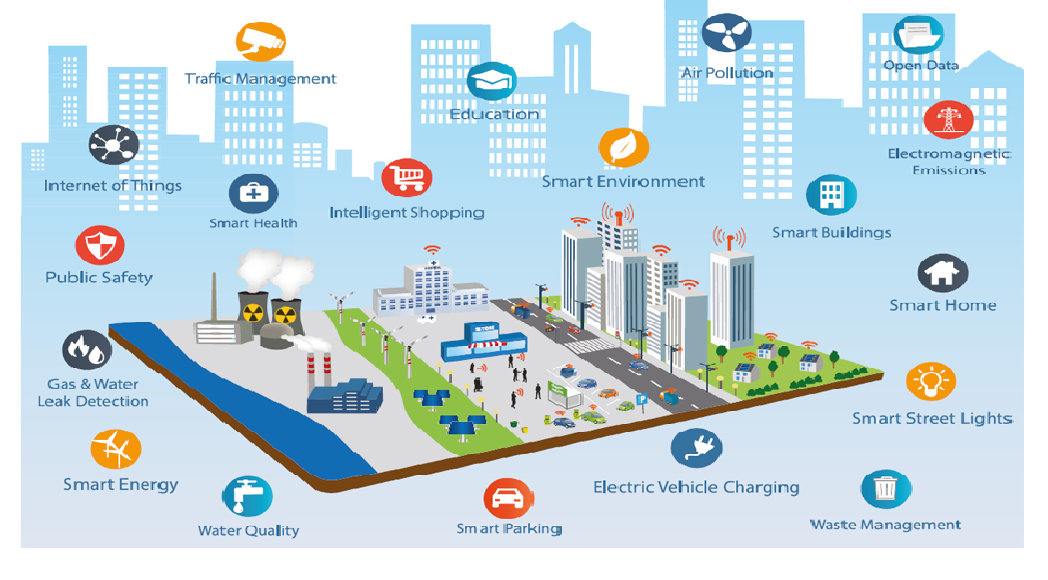 Traffic Management
Education
Air Pollution
Open Data
Internet of Things
Smart Health
Intelligent Shopping
Smart Environment
Electromagnetic
Emissions
Smart Buildings
Public Safety
Smart Home
Gas & Water
Leak Detection
P
Smart Street Lights
Smart Energy
Water Quality
Smart Parking
Electric Vehicle Charging
Waste Management